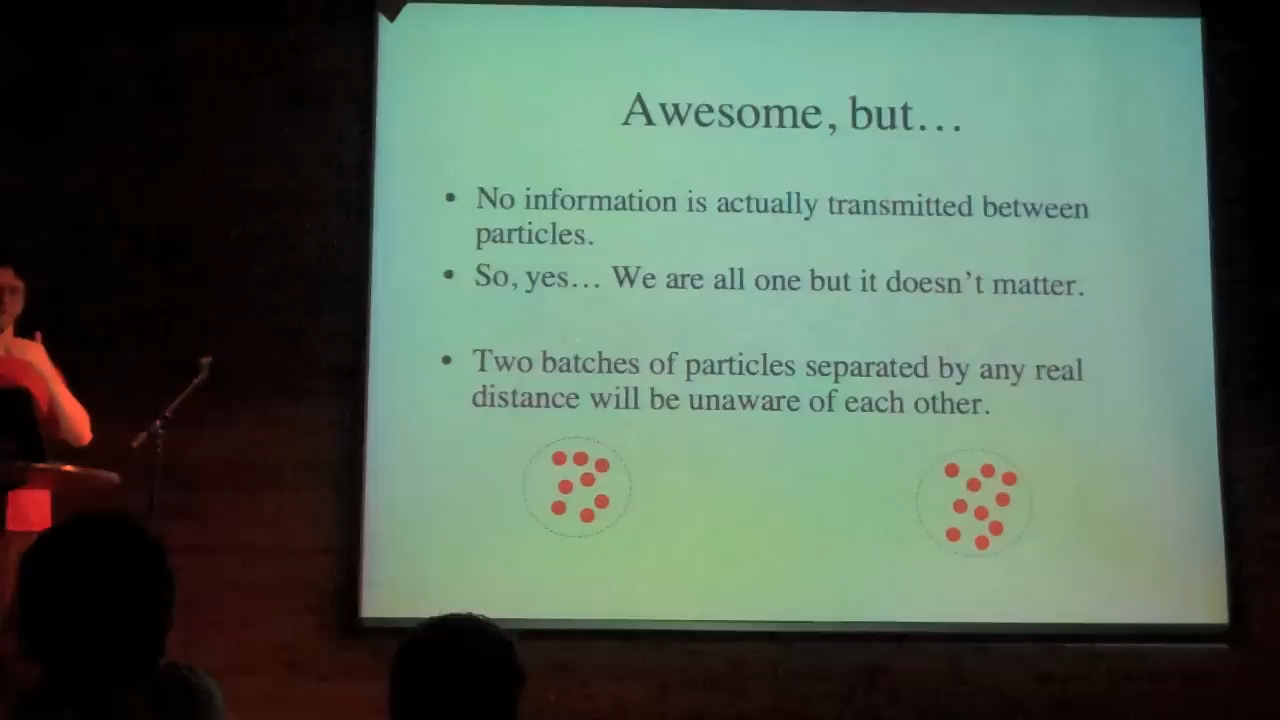 Awesome, but…
• No information is actually transmitted between
particles.
• So, yes… We are all one but it doesn’t matter.
• Two batches of particles separated by any real
distance will be unaware of each other.